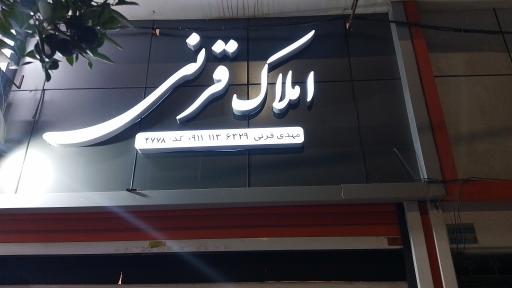 املاک قرنی
مهدی قرنی ۰۹۱۱ ۱۱۳ ۶۳۲۹ کد ۲۷۷۸